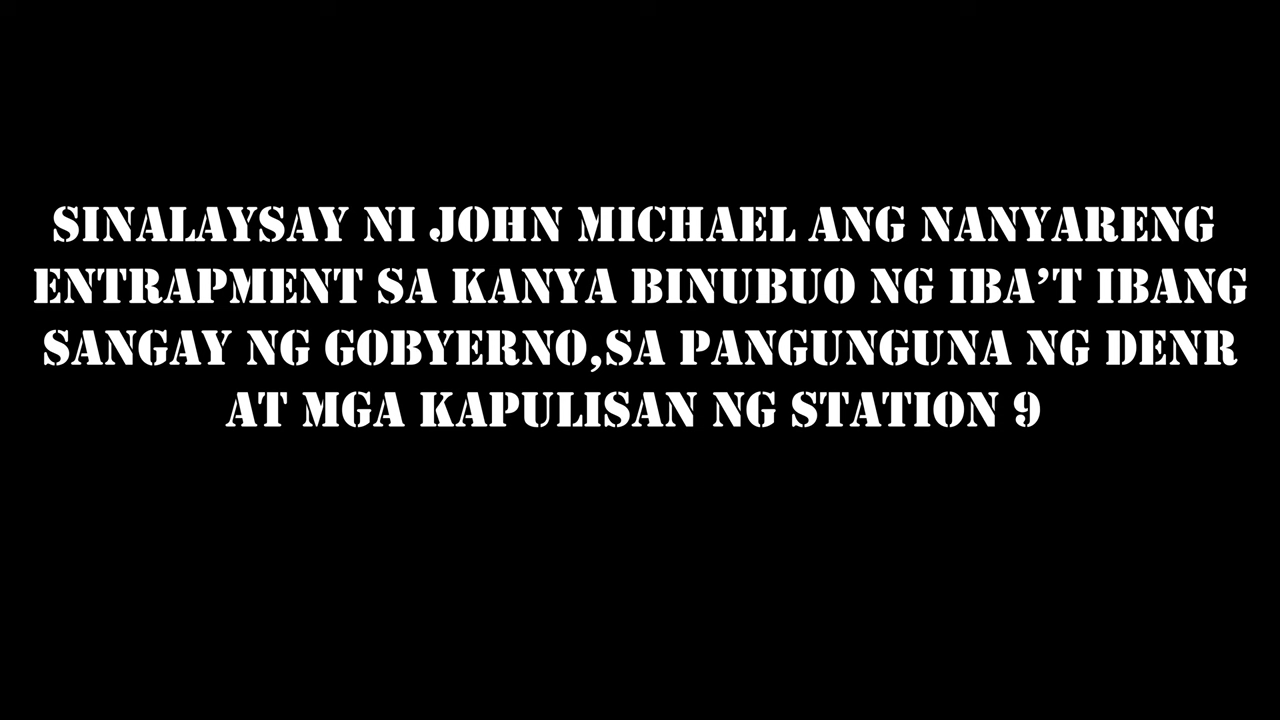 SINALAYSAY NI JOHN MICHAEL ANG NANYARENG
ENTRAPMENT SA KANYA BINUBUO NG IBA’T IBANG
SANGAY NG GOBYERNO,SA PANGUNGUNA NG DENR
AT MGA KAPULISAN NG STATION 9